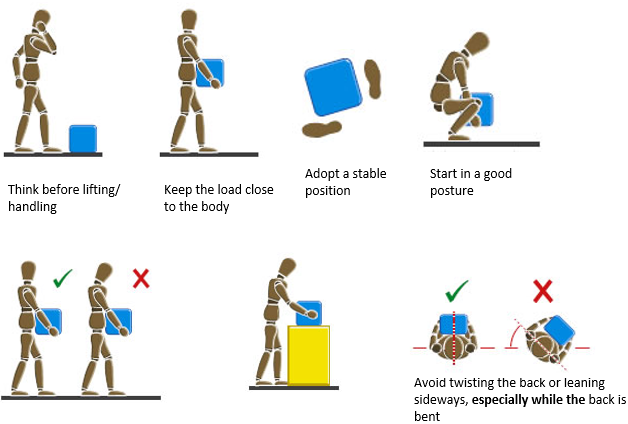 Think before lifting/
handling
Keep the load close
to the body
Adopt a stable
position
Start in a good
posture
Avoid twisting the back or leaning
sideways, especially while the back is
bent